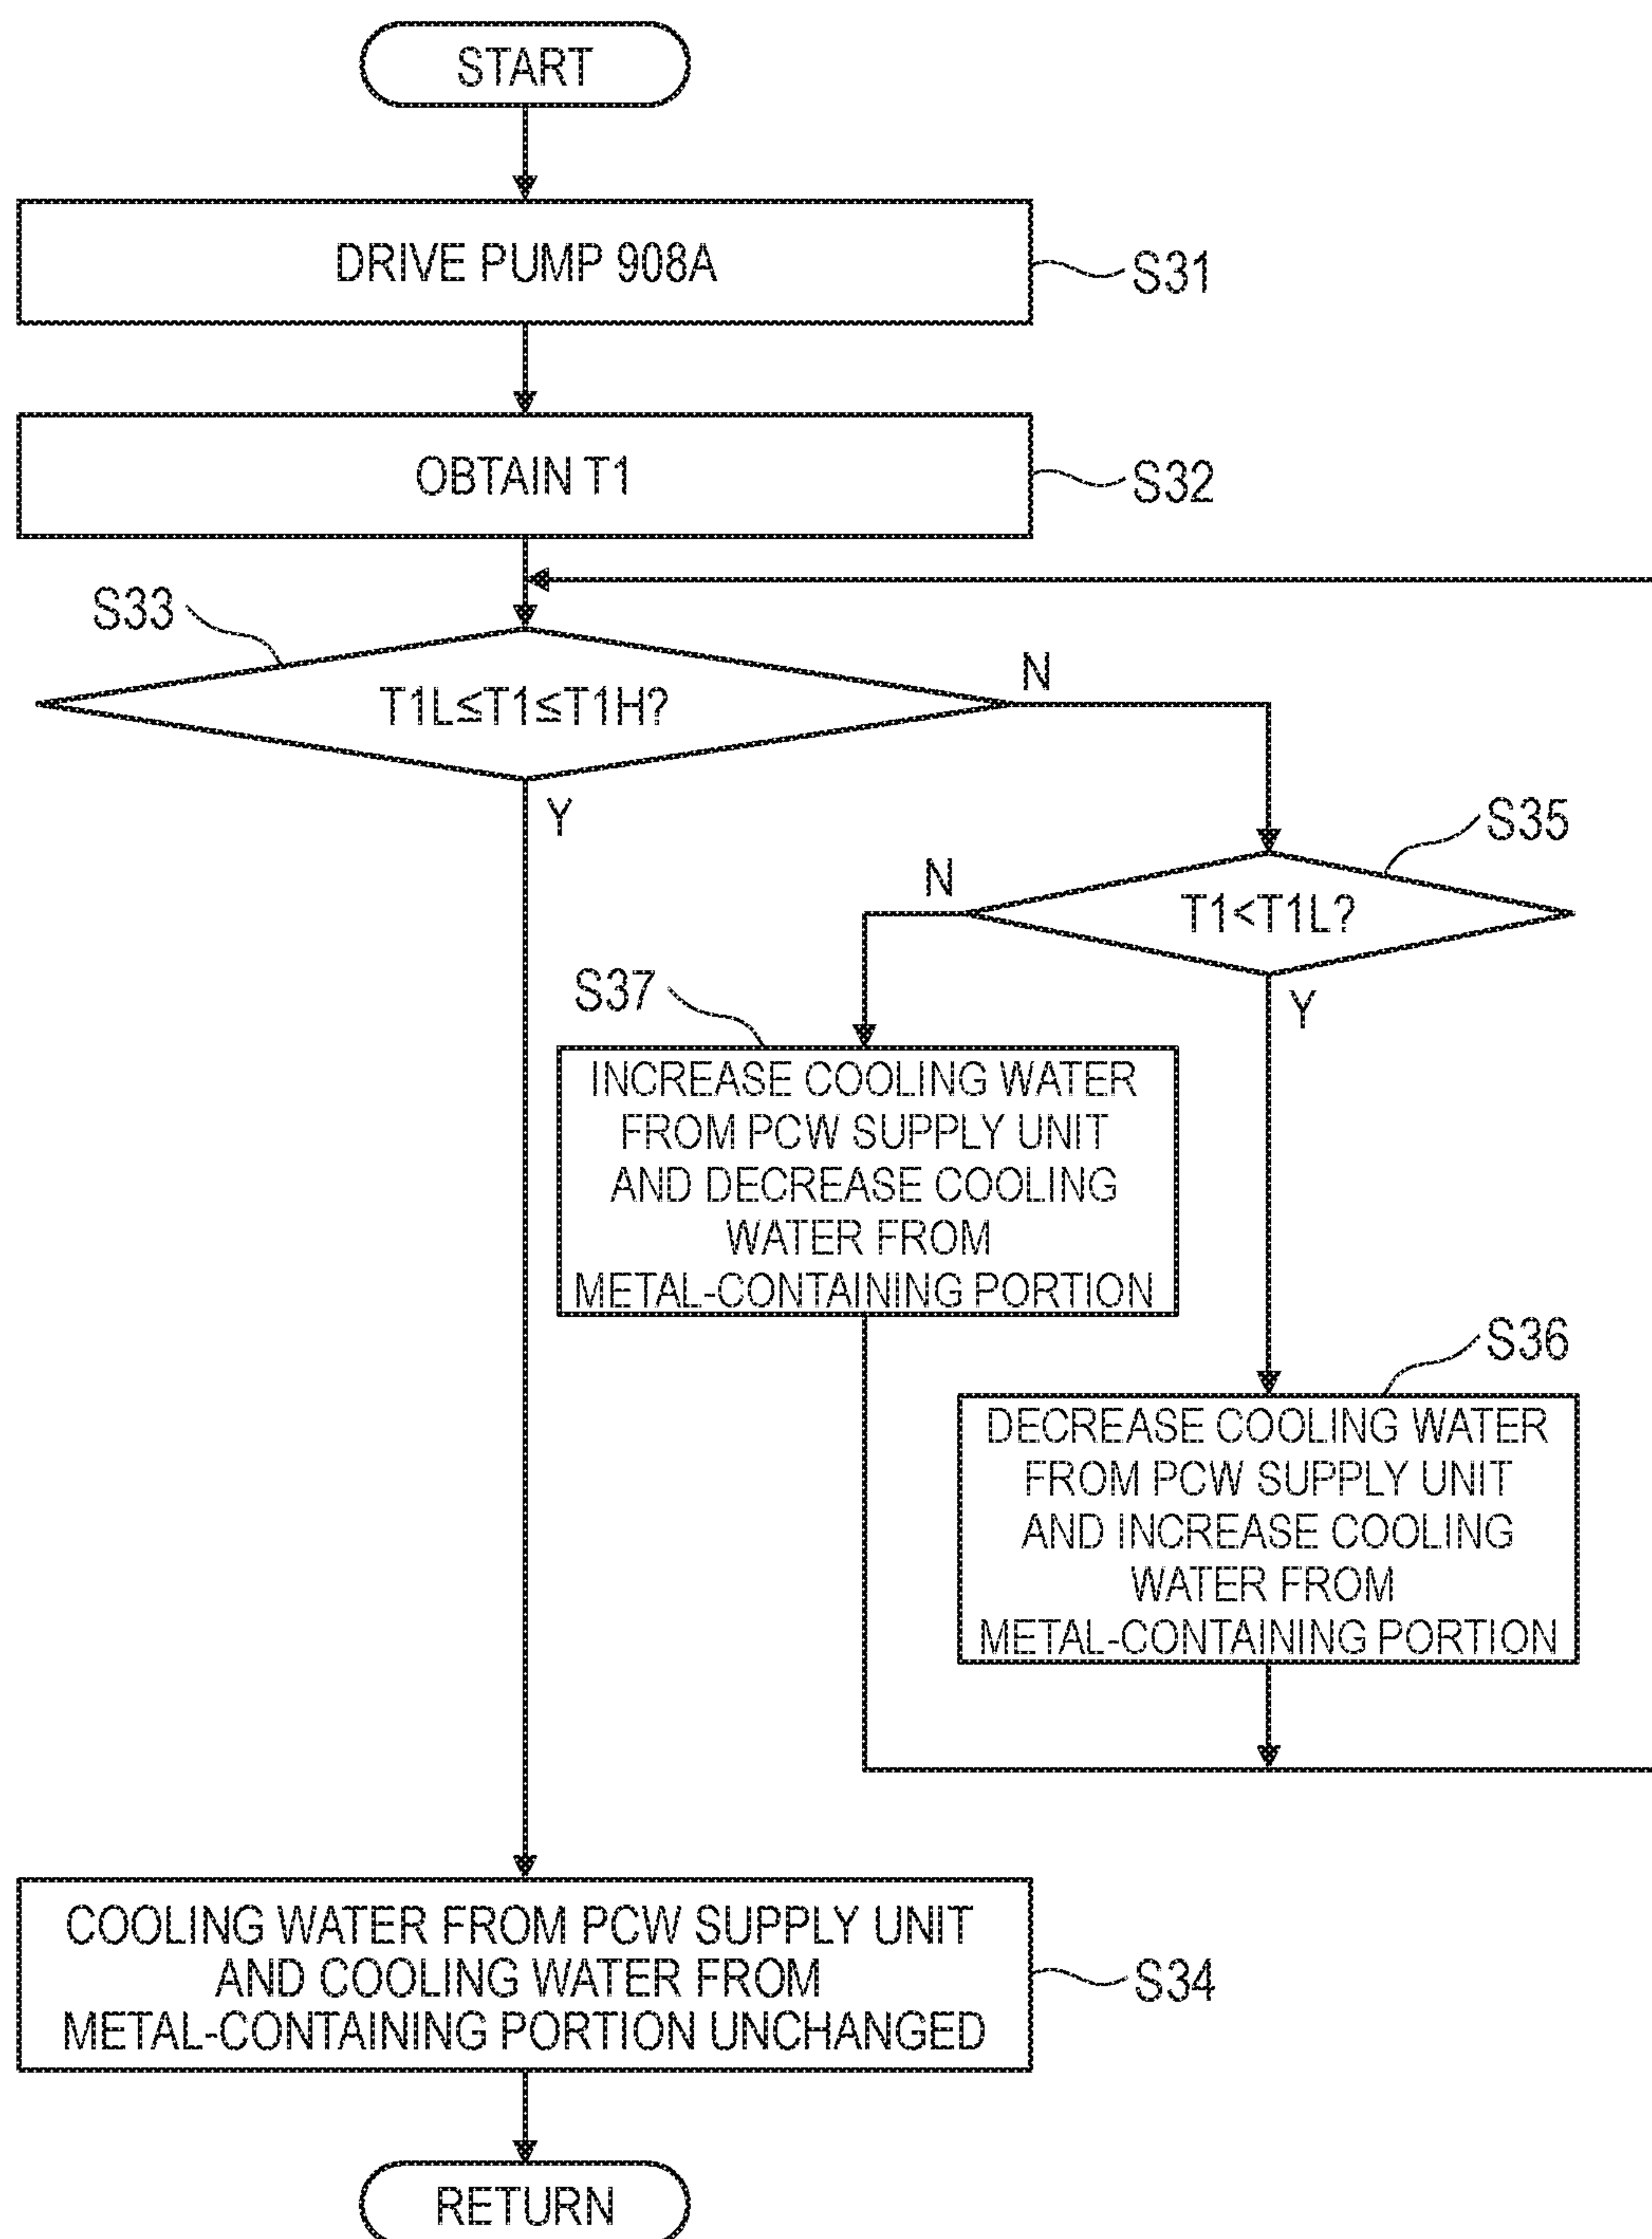 START
DRIVE PUMP 908A
S31
OBTAIN T1
S32
S33
T1L≦T1≦T1H?
N
Y
S35
T1<T1L?
N
Y
S37
INCREASE COOLING WATER
FROM PCW SUPPLY UNIT
AND DECREASE COOLING
WATER FROM
METAL-CONTAINING PORTION
S36
DECREASE COOLING WATER
FROM PCW SUPPLY UNIT
AND INCREASE COOLING
WATER FROM
METAL-CONTAINING PORTION
COOLING WATER FROM PCW SUPPLY UNIT
AND COOLING WATER FROM
METAL-CONTAINING PORTION UNCHANGED
S34
RETURN